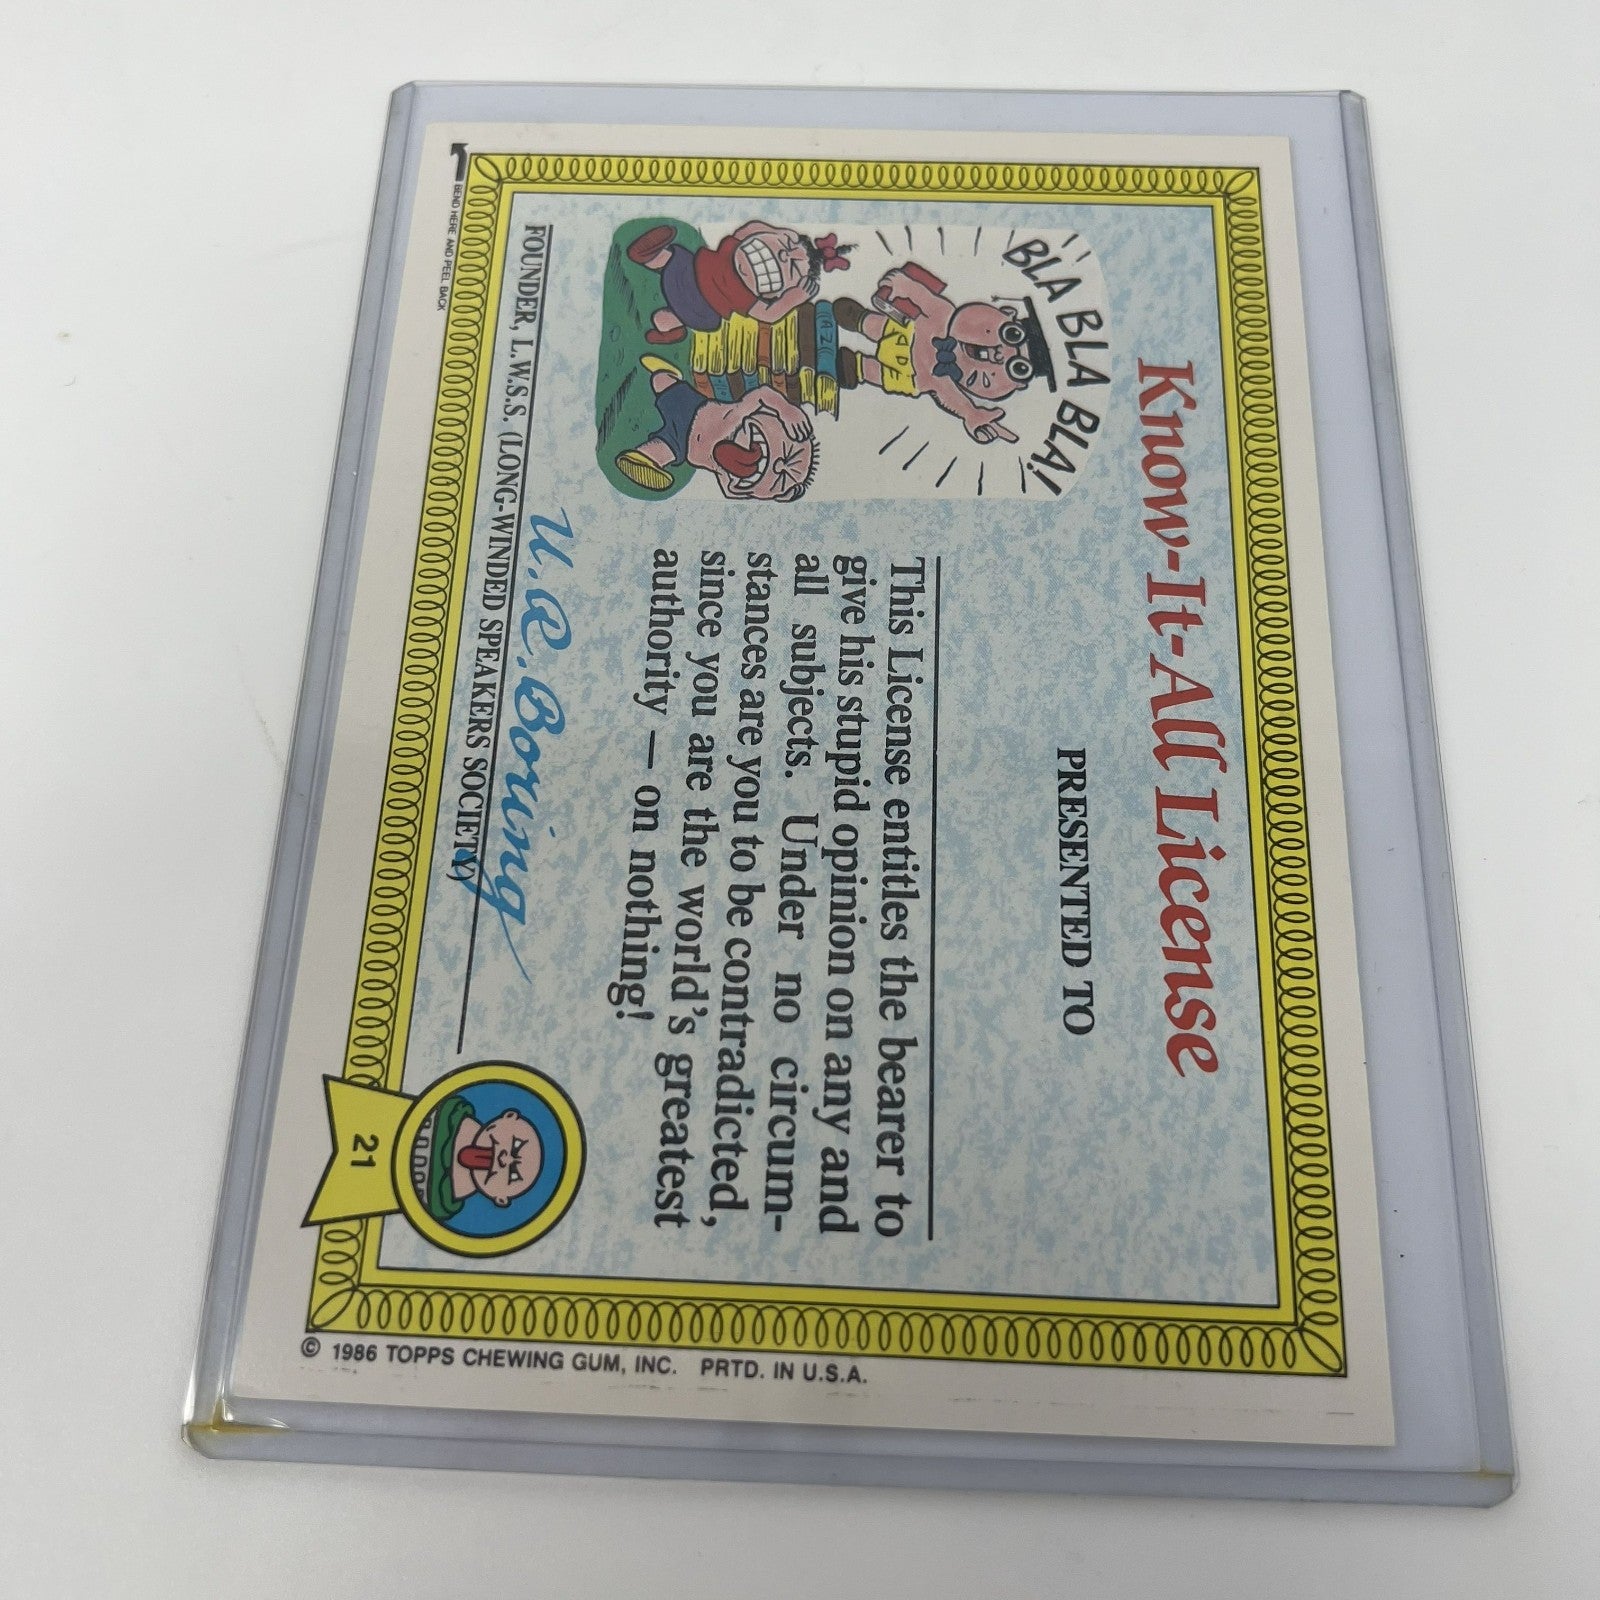 Know-It-All License
BLA BLA BLA BLA!
A Z
PRESENTED TO
This License entitles the bearer to
give his stupid opinion on any and
all subjects. Under no circum-
stances are you to be contradicted,
since you are the world's greatest
authority — on nothing!
U.R. Boring
FOUNDER, L.W.S.S. (LONG-WINDED SPEAKERS SOCIETY)
21
BEND HERE AND PEEL BACK
© 1986 TOPPS CHEWING GUM, INC. PRTD. IN U.S.A.